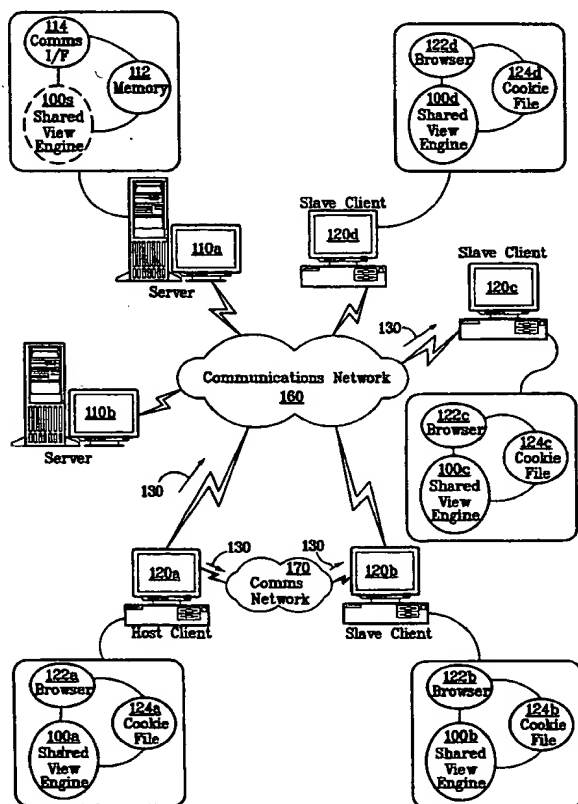 114
Comms
I/F
112
Memory
100s
Shared
View
Engine
122d
Browser
124d
Cookie
File
100d
Shared
View
Engine
110a
Server
Slave Client
120d
Slave Client
120c
130
Communications Network
160
110b
Server
122c
Browser
124c
Cookie
File
100c
Shared
View
Engine
130
130
170
Comms
Network
130
120a
Host Client
120b
Slave Client
122a
Browser
124a
Cookie
File
100a
Shared
View
Engine
122b
Browser
124b
Cookie
File
100b
Shared
View
Engine